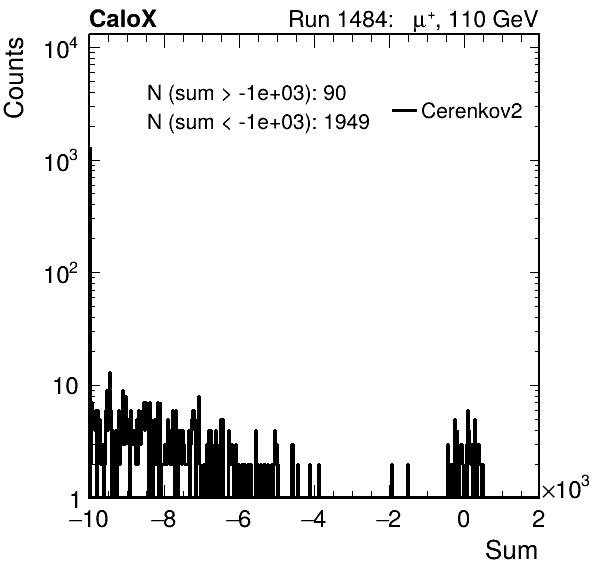 CaloX Run 1484: μ⁺, 110 GeV
N (sum > -1e+03): 90
N (sum < -1e+03): 1949
Cerenkov2
Counts
10⁴
10³
10²
10
1
−10 −8 −6 −4 −2 0 2
×10³
Sum